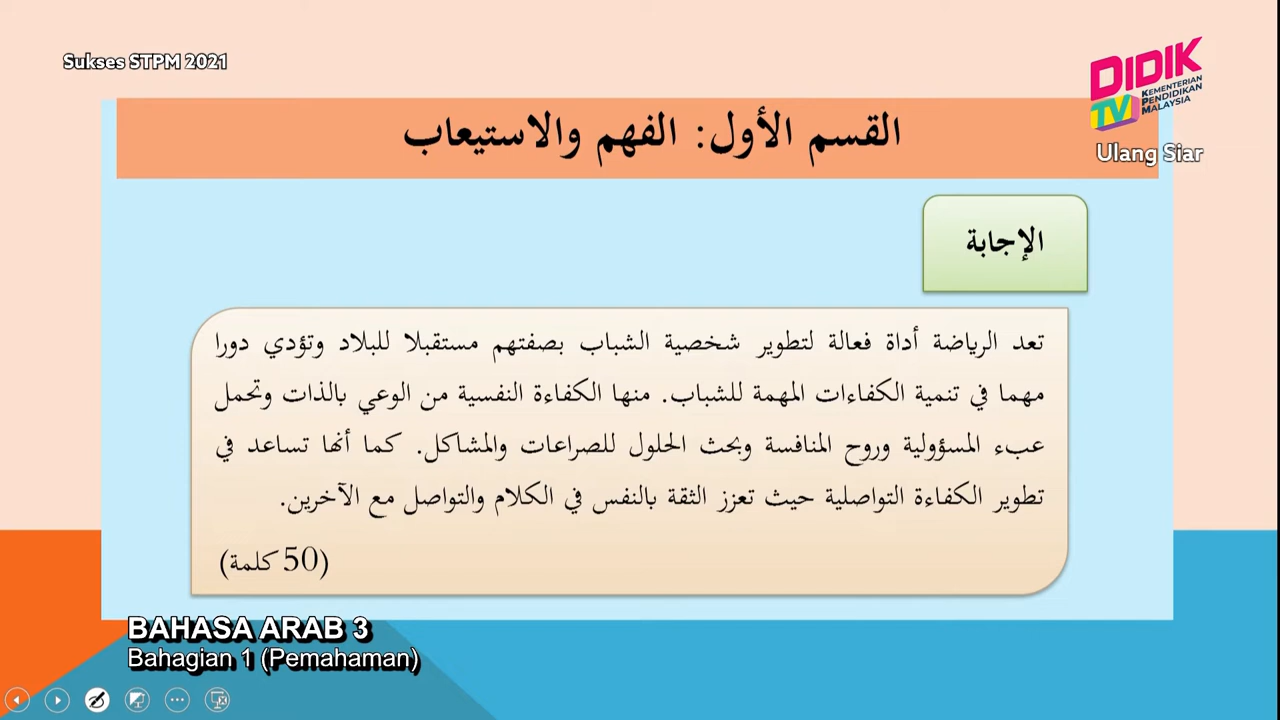 Sukses STPM 2021
DIDIK
TV
KEMENTERIAN
PENDIDIKAN
MALAYSIA
Ulang Siar
القسم الأول: الفهم والاستيعاب
الإجابة
تعد الرياضة أداة فعالة لتطوير شخصية الشباب بصفتهم مستقبلا للبلاد وتؤدي دورا
مهما في تنمية الكفاءات المهمة للشباب. منها الكفاءة النفسية من الوعي بالذات وتحمل
عبء المسؤولية وروح المنافسة وبحث الحلول للصراعات والمشاكل. كما أنها تساعد في
تطوير الكفاءة التواصلية حيث تعزز الثقة بالنفس في الكلام والتواصل مع الآخرين.
(50 كلمة)
BAHASA ARAB 3
Bahagian 1 (Pemahaman)